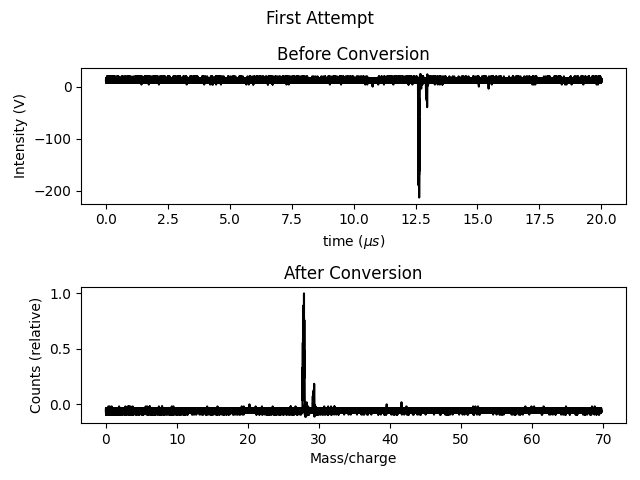 First Attempt
Before Conversion
Intensity (V)
0
−100
−200
0.0 2.5 5.0 7.5 10.0 12.5 15.0 17.5 20.0
time (μs)
After Conversion
Counts (relative)
1.0
0.5
0.0
0 10 20 30 40 50 60 70
Mass/charge